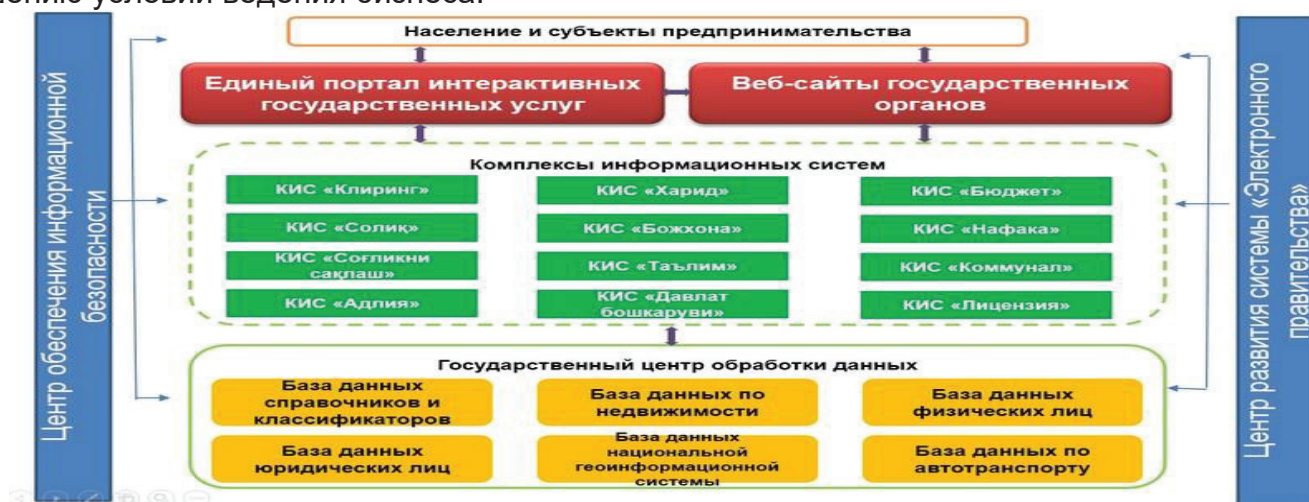 Население и субъекты предпринимательства
Единый портал интерактивных
государственных услуг
Веб-сайты государственных
органов
Комплексы информационных систем
КИС «Клиринг»
КИС «Харид»
КИС «Бюджет»
КИС «Солиқ»
КИС «Божхона»
КИС «Нафака»
КИС «Соғликни
сақлаш»
КИС «Таълим»
КИС «Коммунал»
КИС «Адлия»
КИС «Давлат
бошкаруви»
КИС «Лицензия»
Государственный центр обработки данных
База данных
справочников и
классификаторов
База данных по
недвижимости
База данных
физических лиц
База данных
юридических лиц
База данных
национальной
геоинформационной
системы
База данных по
автотранспорту
Центр обеспечения информационной
безопасности
Центр развития системы «Электронного
правительства»